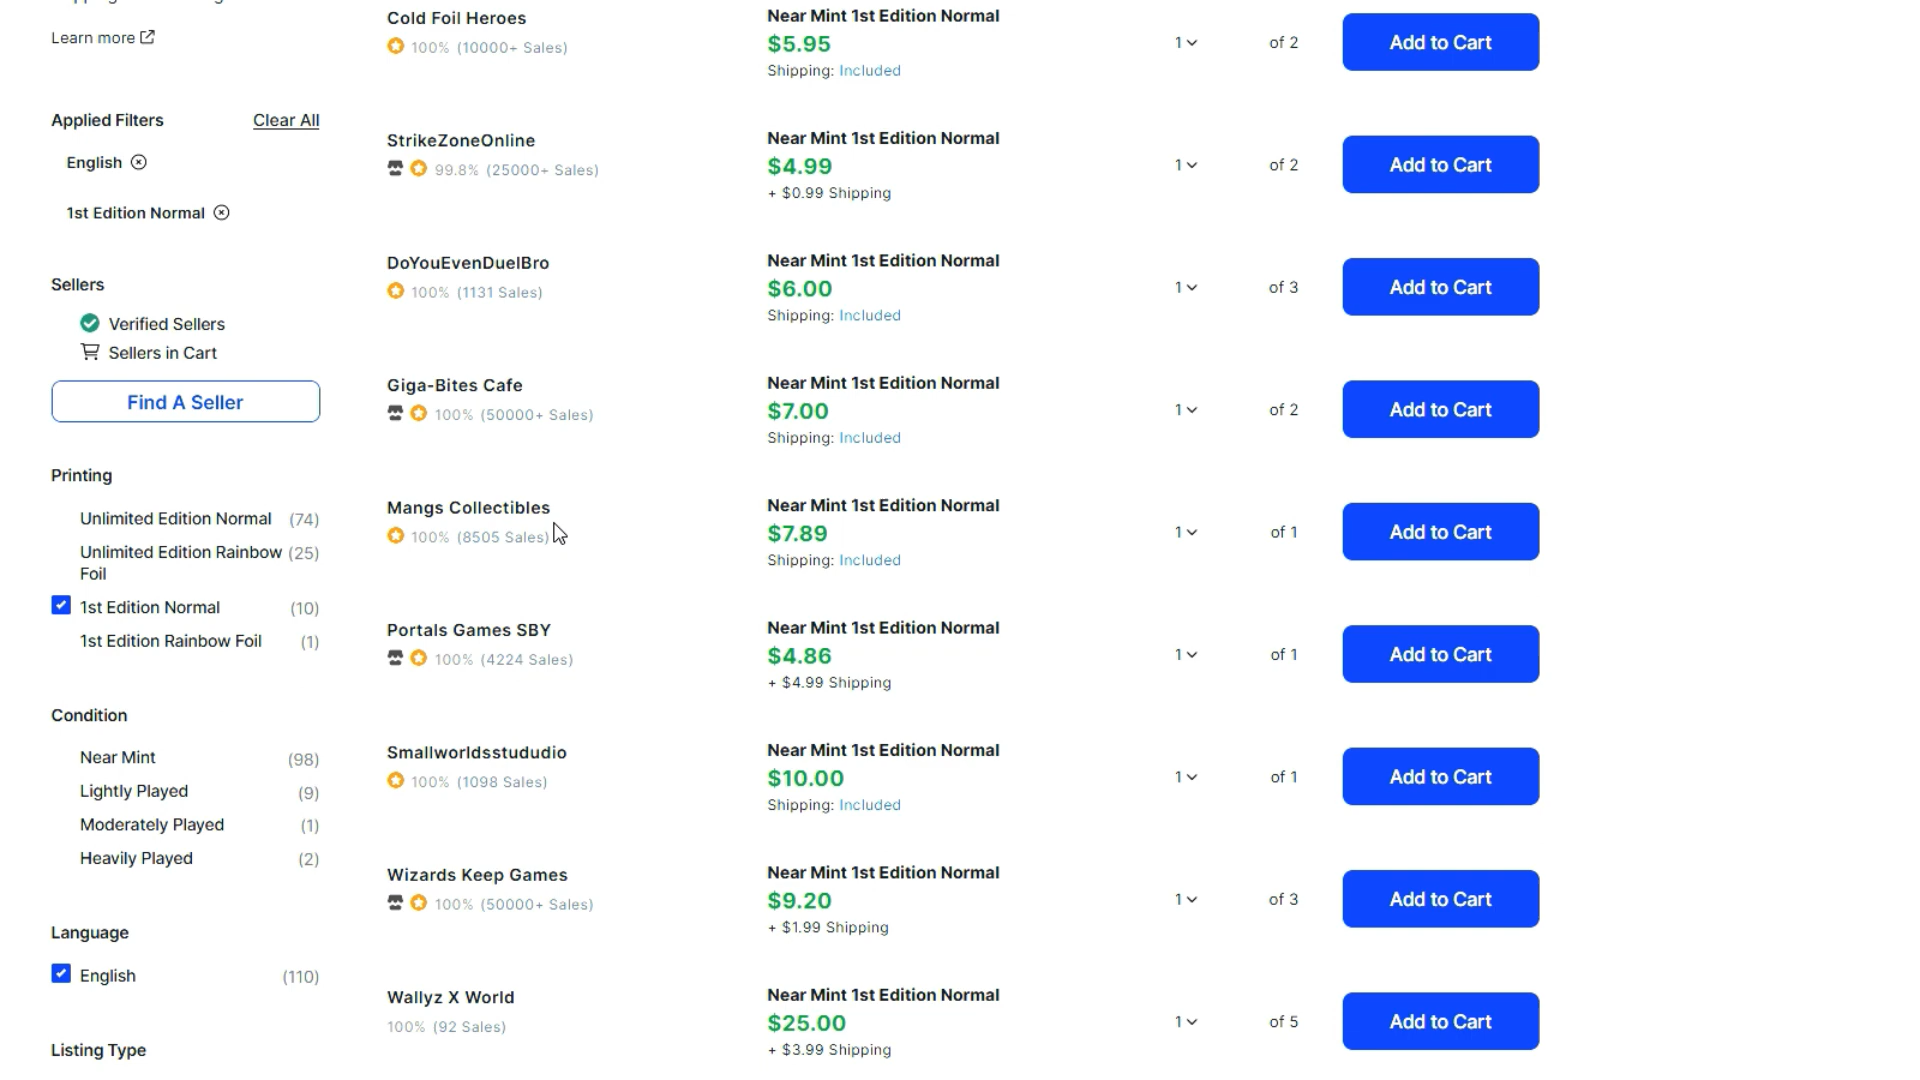 Learn more
Applied Filters Clear All
English
1st Edition Normal
Sellers
Verified Sellers
Sellers in Cart
Find A Seller
Printing
Unlimited Edition Normal (74)
Unlimited Edition Rainbow (25)
Foil
1st Edition Normal (10)
1st Edition Rainbow Foil (1)
Condition
Near Mint (98)
Lightly Played (9)
Moderately Played (1)
Heavily Played (2)
Language
English (110)
Listing Type
Cold Foil Heroes
100% (10000+ Sales)
Near Mint 1st Edition Normal
$5.95
Shipping: Included
1 of 2 Add to Cart
StrikeZoneOnline
99.8% (25000+ Sales)
Near Mint 1st Edition Normal
$4.99
+ $0.99 Shipping
1 of 2 Add to Cart
DoYouEvenDuelBro
100% (1131 Sales)
Near Mint 1st Edition Normal
$6.00
Shipping: Included
1 of 3 Add to Cart
Giga-Bites Cafe
100% (50000+ Sales)
Near Mint 1st Edition Normal
$7.00
Shipping: Included
1 of 2 Add to Cart
Mangs Collectibles
100% (8505 Sales)
Near Mint 1st Edition Normal
$7.89
Shipping: Included
1 of 1 Add to Cart
Portals Games SBY
100% (4224 Sales)
Near Mint 1st Edition Normal
$4.86
+ $4.99 Shipping
1 of 1 Add to Cart
Smallworldsstududio
100% (1098 Sales)
Near Mint 1st Edition Normal
$10.00
Shipping: Included
1 of 1 Add to Cart
Wizards Keep Games
100% (50000+ Sales)
Near Mint 1st Edition Normal
$9.20
+ $1.99 Shipping
1 of 3 Add to Cart
Wallyz X World
100% (92 Sales)
Near Mint 1st Edition Normal
$25.00
+ $3.99 Shipping
1 of 5 Add to Cart